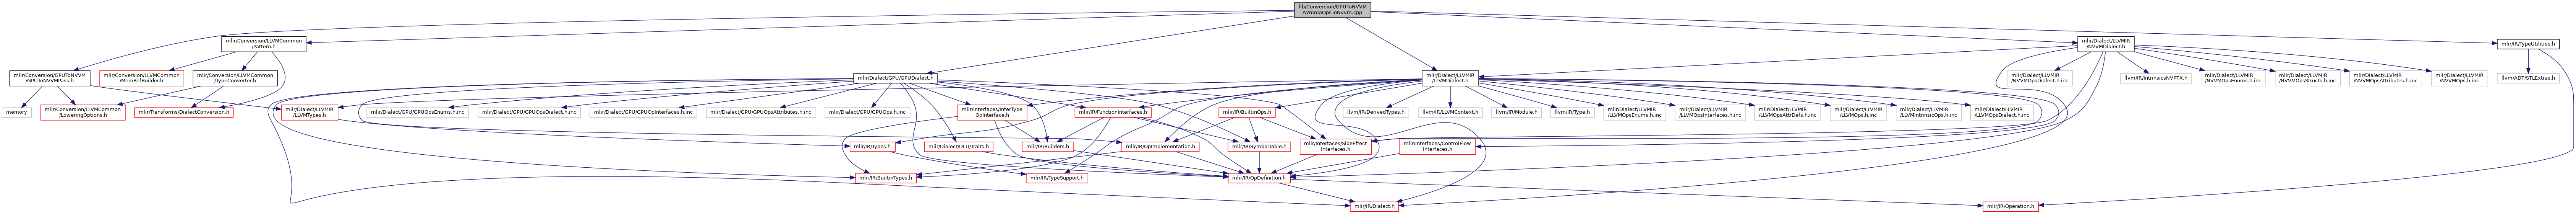 lib/Conversion/GPUToNVVM
/WmmaOpsToNvvm.cpp
mlir/Conversion/LLVMCommon
/Pattern.h
mlir/Dialect/LLVMIR
/NVVMDialect.h
mlir/IR/TypeUtilities.h
mlir/Conversion/GPUToNVVM
/GPUToNVVMPass.h
mlir/Conversion/LLVMCommon
/MemRefBuilder.h
mlir/Conversion/LLVMCommon
/TypeConverter.h
mlir/Dialect/GPU/GPUDialect.h
mlir/Dialect/LLVMIR
/LLVMDialect.h
mlir/Dialect/LLVMIR
/NVVMOpsDialect.h.inc
llvm/IR/IntrinsicsNVPTX.h
mlir/Dialect/LLVMIR
/NVVMOpsEnums.h.inc
mlir/Dialect/LLVMIR
/NVVMOpsStructs.h.inc
mlir/Dialect/LLVMIR
/NVVMOpsAttributes.h.inc
mlir/Dialect/LLVMIR
/NVVMOps.h.inc
llvm/ADT/STLExtras.h
memory
mlir/Conversion/LLVMCommon
/LoweringOptions.h
mlir/Transforms/DialectConversion.h
mlir/Dialect/LLVMIR
/LLVMTypes.h
mlir/Dialect/GPU/GPUOpsEnums.h.inc
mlir/Dialect/GPU/GPUOpsDialect.h.inc
mlir/Dialect/GPU/GPUOpInterfaces.h.inc
mlir/Dialect/GPU/GPUOpsAttributes.h.inc
mlir/Dialect/GPU/GPUOps.h.inc
mlir/Interfaces/InferType
OpInterface.h
mlir/IR/FunctionInterfaces.h
mlir/IR/BuiltinOps.h
llvm/IR/DerivedTypes.h
llvm/IR/LLVMContext.h
llvm/IR/Module.h
llvm/IR/Type.h
mlir/Dialect/LLVMIR
/LLVMOpsEnums.h.inc
mlir/Dialect/LLVMIR
/LLVMOpsInterfaces.h.inc
mlir/Dialect/LLVMIR
/LLVMOpsAttrDefs.h.inc
mlir/Dialect/LLVMIR
/LLVMOps.h.inc
mlir/Dialect/LLVMIR
/LLVMIntrinsicOps.h.inc
mlir/Dialect/LLVMIR
/LLVMOpsDialect.h.inc
mlir/IR/Types.h
mlir/Dialect/DLTI/Traits.h
mlir/IR/Builders.h
mlir/IR/OpImplementation.h
mlir/IR/SymbolTable.h
mlir/Interfaces/SideEffect
Interfaces.h
mlir/Interfaces/ControlFlow
Interfaces.h
mlir/IR/BuiltinTypes.h
mlir/IR/TypeSupport.h
mlir/IR/OpDefinition.h
mlir/IR/Dialect.h
mlir/IR/Operation.h